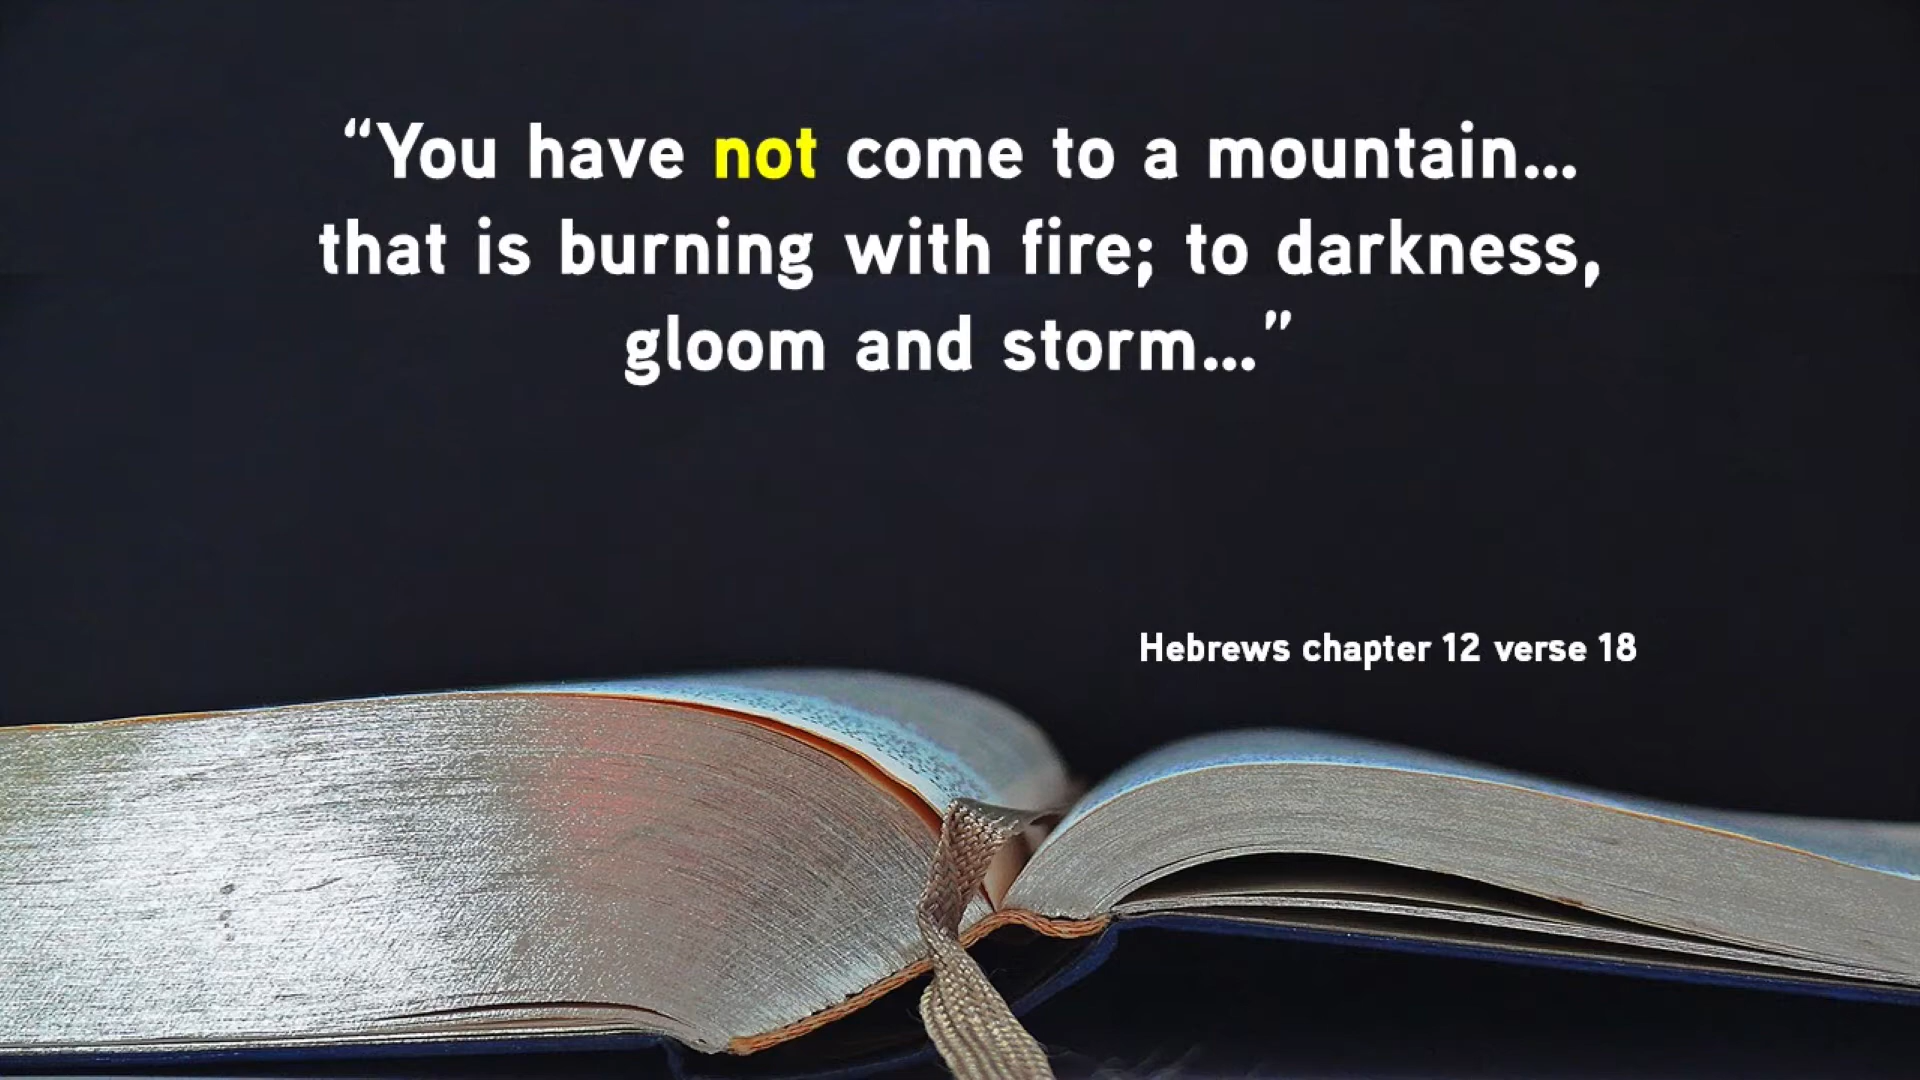 “You have not come to a mountain...
that is burning with fire; to darkness,
gloom and storm...”
Hebrews chapter 12 verse 18